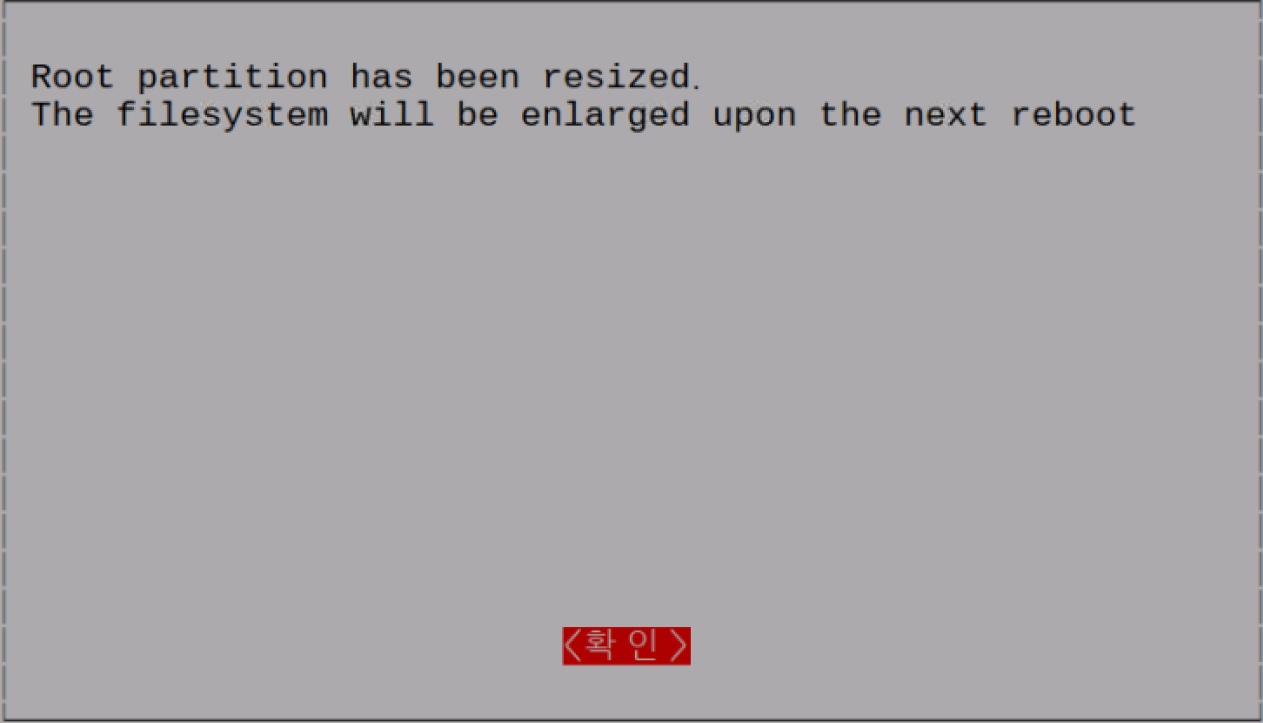 Root partition has been resized.
The filesystem will be enlarged upon the next reboot
<확인>